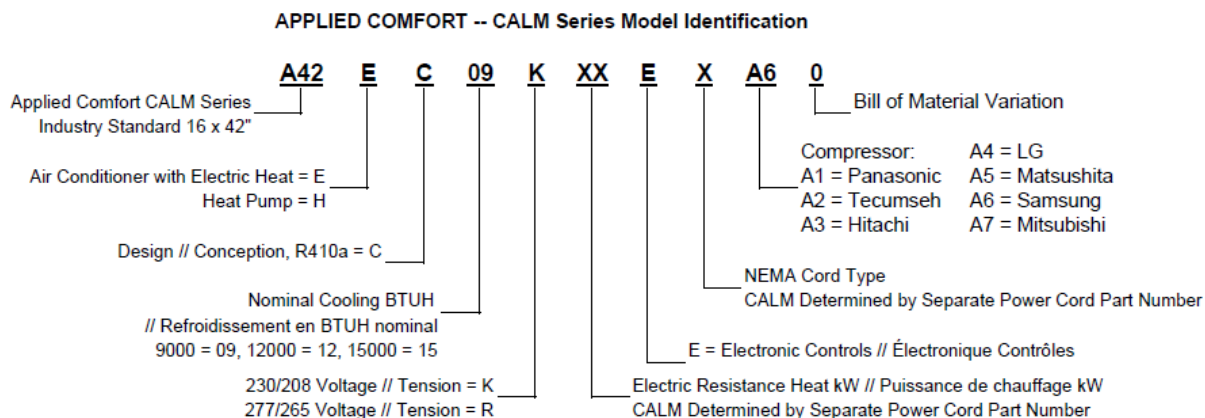 APPLIED COMFORT -- CALM Series Model Identification
A42 E C 09 K XX E X A6 0
Applied Comfort CALM Series
Industry Standard 16 x 42"
Bill of Material Variation
Compressor: A4 = LG
A1 = Panasonic A5 = Matsushita
A2 = Tecumseh A6 = Samsung
A3 = Hitachi A7 = Mitsubishi
Air Conditioner with Electric Heat = E
Heat Pump = H
Design // Conception, R410a = C
NEMA Cord Type
CALM Determined by Separate Power Cord Part Number
Nominal Cooling BTUH
// Refroidissement en BTUH nominal
9000 = 09, 12000 = 12, 15000 = 15
E = Electronic Controls // Électronique Contrôles
230/208 Voltage // Tension = K
277/265 Voltage // Tension = R
Electric Resistance Heat kW // Puissance de chauffage kW
CALM Determined by Separate Power Cord Part Number